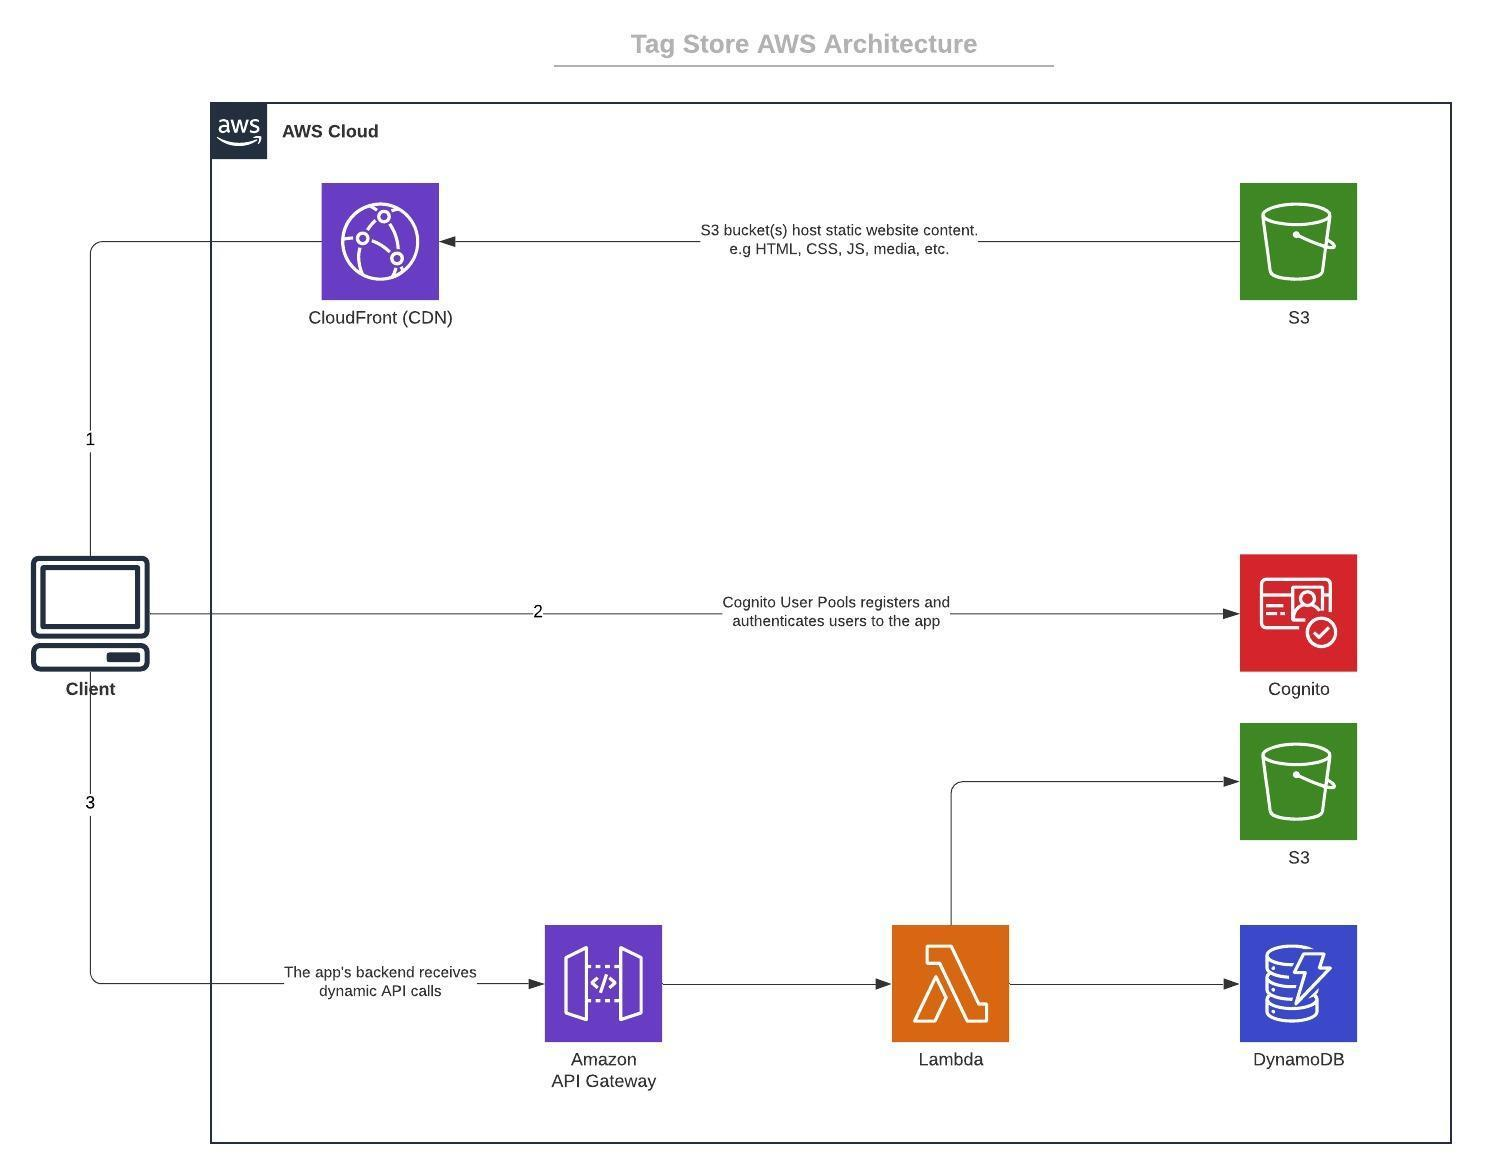 Tag Store AWS Architecture
aws
AWS Cloud
S3 bucket(s) host static website content.
e.g HTML, CSS, JS, media, etc.
CloudFront (CDN)
S3
1
2
Cognito User Pools registers and
authenticates users to the app
Client
Cognito
3
S3
The app's backend receives
dynamic API calls
</>
Amazon
API Gateway
Lambda
DynamoDB